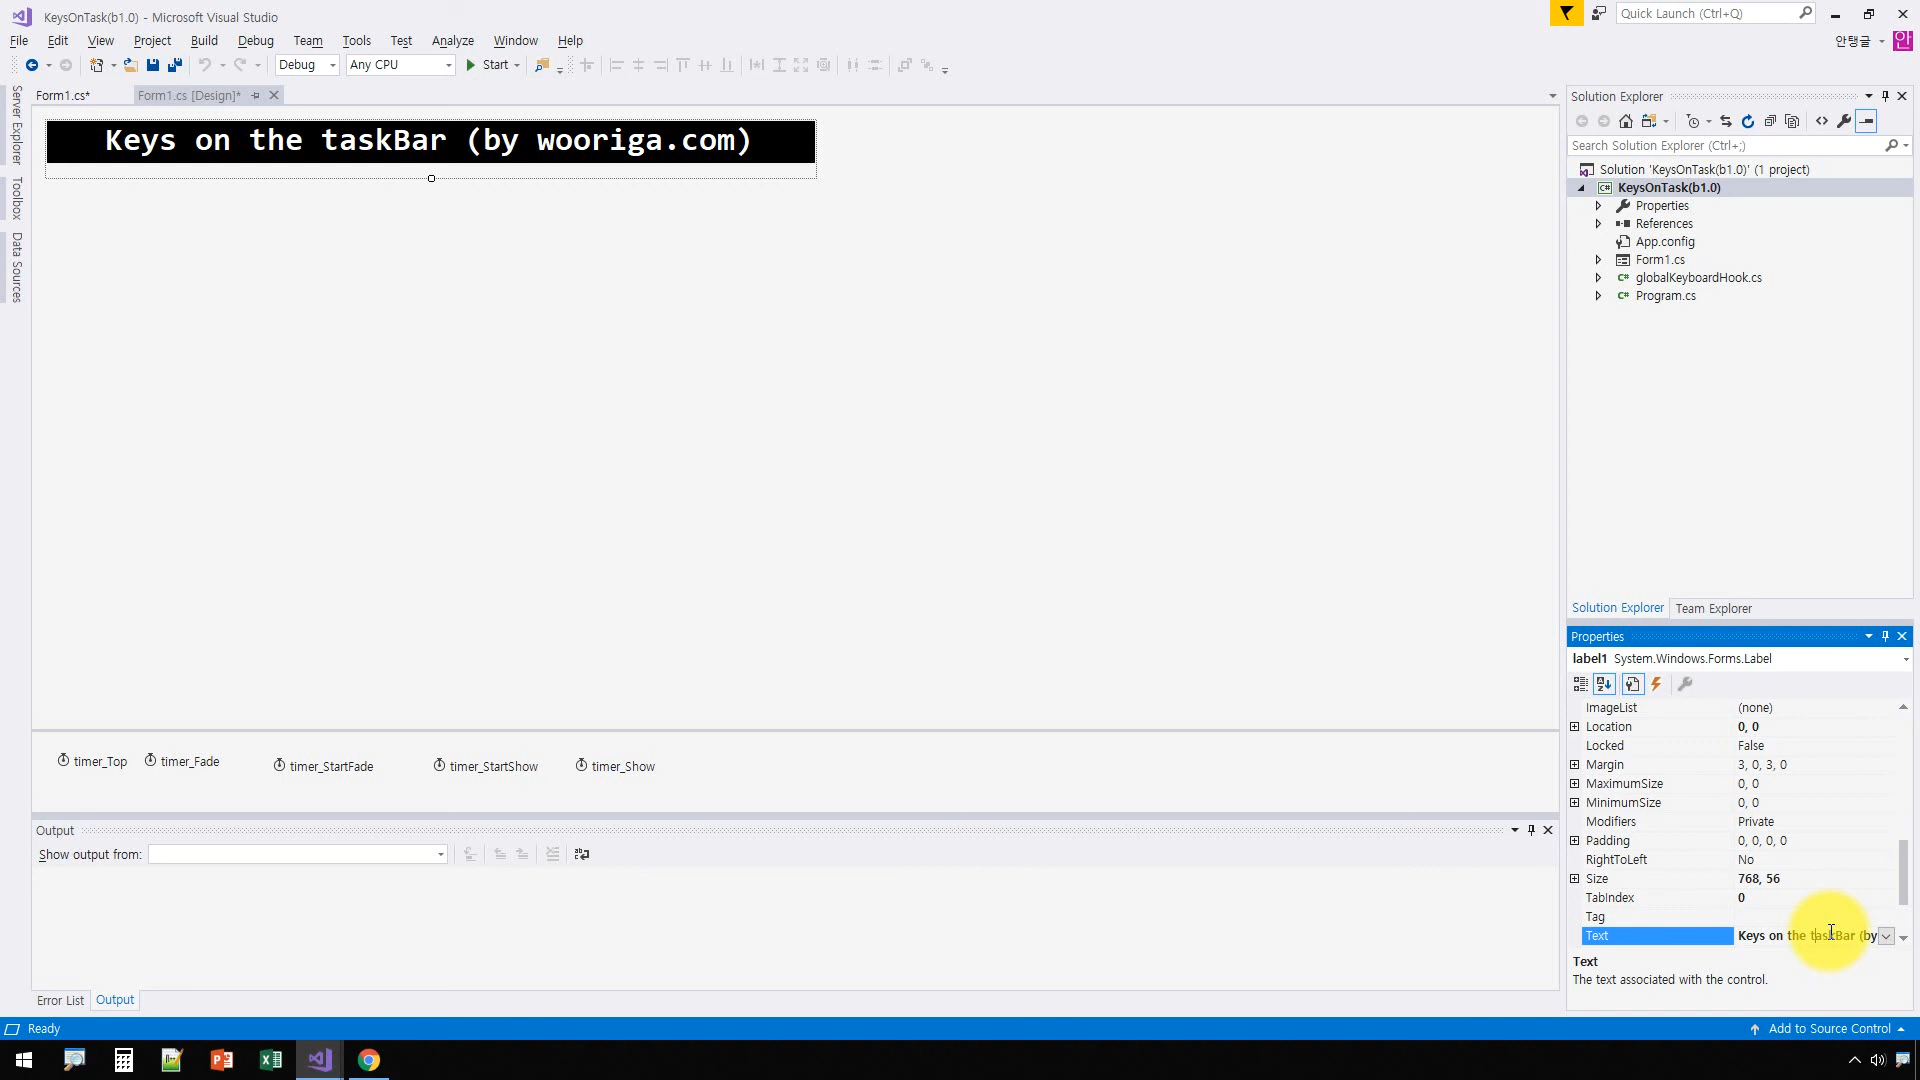 KeysOnTask(b1.0) - Microsoft Visual Studio
Quick Launch (Ctrl+Q)
File Edit View Project Build Debug Team Tools Test Analyze Window Help
안탱글
안
Debug Any CPU Start
Form1.cs* Form1.cs [Design]*
Server Explorer
Toolbox
Data Sources
Keys on the taskBar (by wooriga.com)
timer_Top timer_Fade timer_StartFade timer_StartShow timer_Show
Output
Show output from:
Error List Output
Solution Explorer
Search Solution Explorer (Ctrl+;)
Solution 'KeysOnTask(b1.0)' (1 project)
KeysOnTask(b1.0)
Properties
References
App.config
Form1.cs
globalKeyboardHook.cs
Program.cs
Solution Explorer Team Explorer
Properties
label1 System.Windows.Forms.Label
ImageList (none)
Location 0, 0
Locked False
Margin 3, 0, 3, 0
MaximumSize 0, 0
MinimumSize 0, 0
Modifiers Private
Padding 0, 0, 0, 0
RightToLeft No
Size 768, 56
TabIndex 0
Tag
Text Keys on the taskBar (by
Text
The text associated with the control.
Ready
Add to Source Control